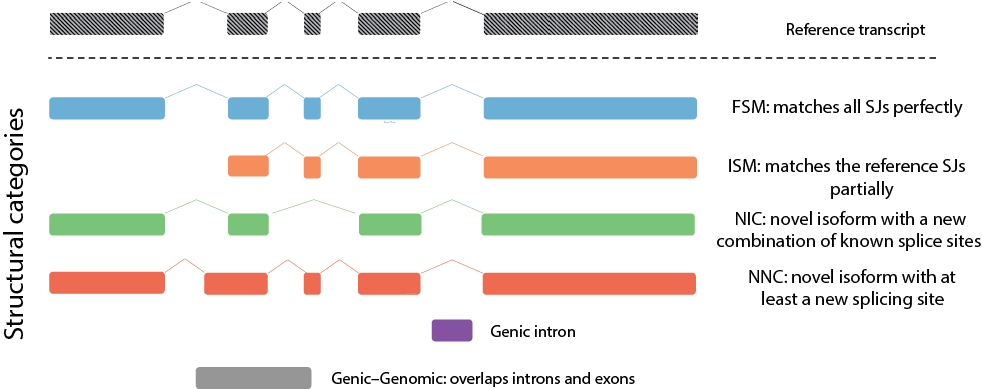 Reference transcript
Structural categories
FSM: matches all SJs perfectly
ISM: matches the reference SJs
partially
NIC: novel isoform with a new
combination of known splice sites
NNC: novel isoform with at
least a new splicing site
Genic intron
Genic–Genomic: overlaps introns and exons